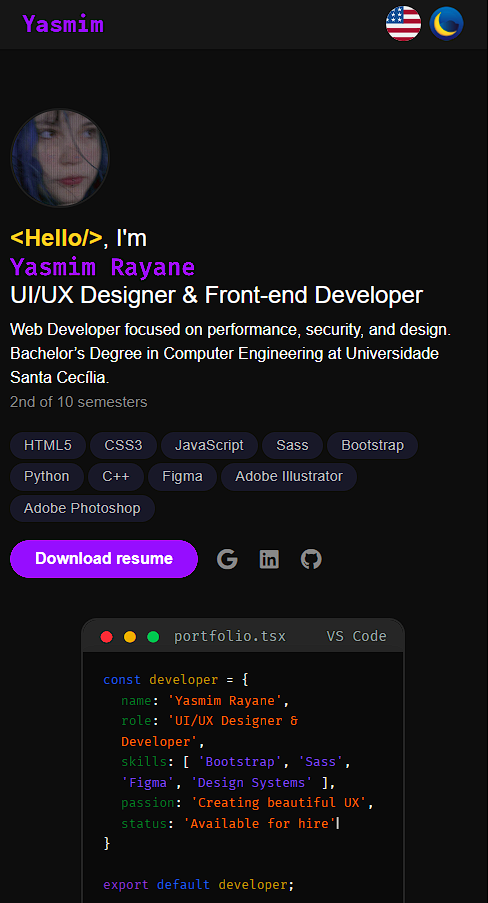 Yasmim
<Hello/>, I'm
Yasmim Rayane
UI/UX Designer & Front-end Developer
Web Developer focused on performance, security, and design.
Bachelor’s Degree in Computer Engineering at Universidade
Santa Cecília.
2nd of 10 semesters
HTML5 CSS3 JavaScript Sass Bootstrap
Python C++ Figma Adobe Illustrator
Adobe Photoshop
Download resume G in
portfolio.tsx VS Code
const developer = {
name: 'Yasmim Rayane',
role: 'UI/UX Designer &
Developer',
skills: [ 'Bootstrap', 'Sass',
'Figma', 'Design Systems' ],
passion: 'Creating beautiful UX',
status: 'Available for hire'
}
export default developer;